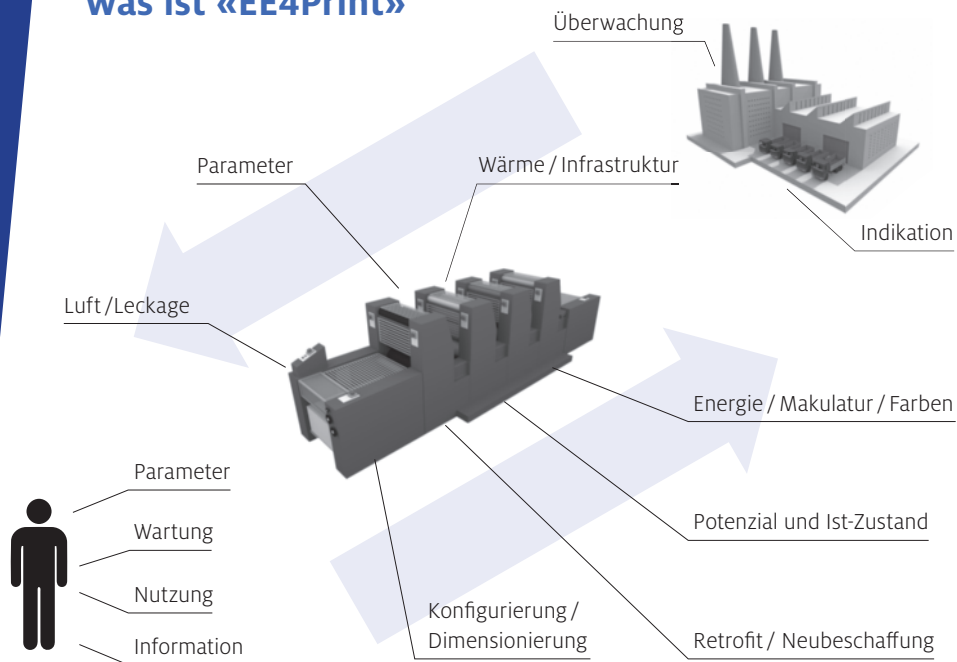 was ist «EE4Print»
Überwachung
Parameter
Wärme / Infrastruktur
Indikation
Luft /Leckage
Energie / Makulatur / Farben
Parameter
Wartung
Potenzial und Ist-Zustand
Nutzung
Konfigurierung /
Dimensionierung
Information
Retrofit / Neubeschaffung